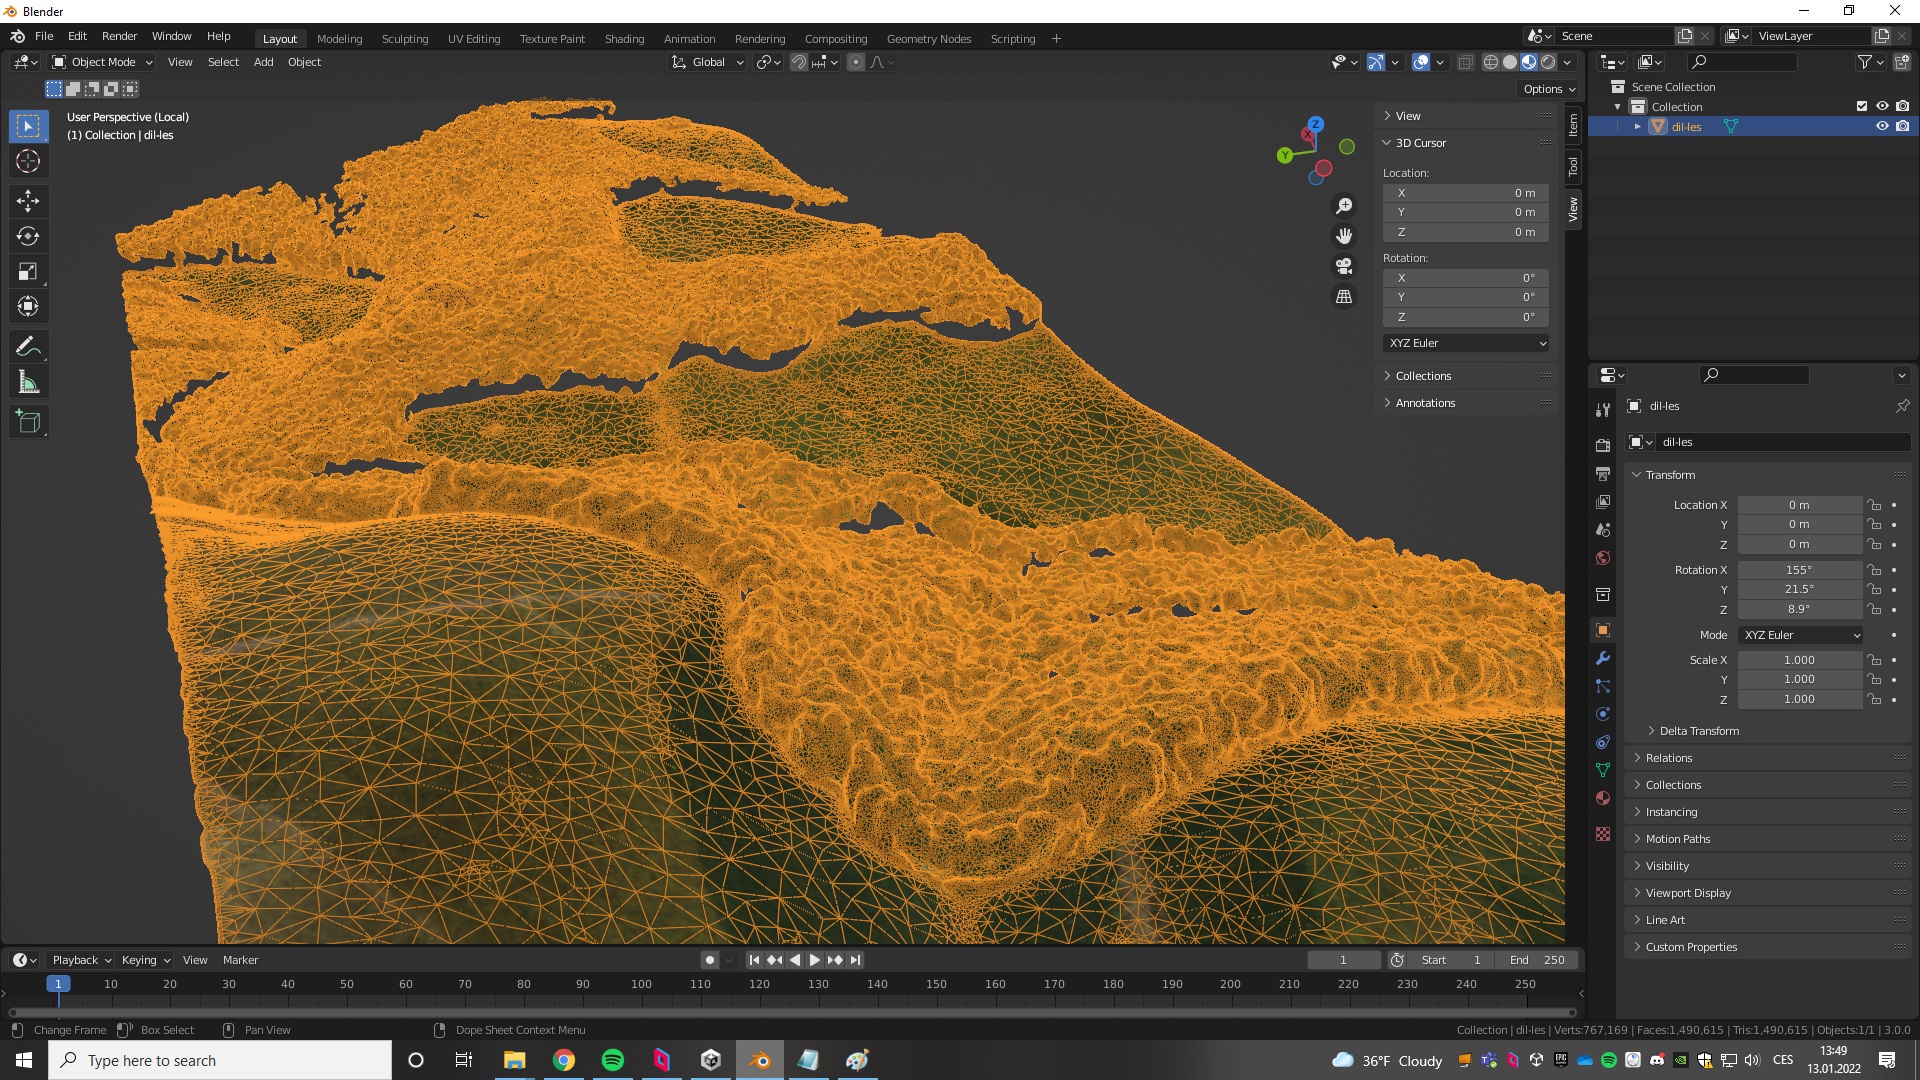 Blender
File Edit Render Window Help
Layout Modeling Sculpting UV Editing Texture Paint Shading Animation Rendering Compositing Geometry Nodes Scripting +
Scene
ViewLayer
Object Mode View Select Add Object
Global
Options
User Perspective (Local)
(1) Collection | dil-les
Z
X
Y
View
3D Cursor
Location:
X 0 m
Y 0 m
Z 0 m
Rotation:
X 0°
Y 0°
Z 0°
XYZ Euler
Collections
Annotations
Item
Tool
View
Scene Collection
Collection
dil-les
dil-les
dil-les
Transform
Location X 0 m
Y 0 m
Z 0 m
Rotation X 155°
Y 21.5°
Z 8.9°
Mode XYZ Euler
Scale X 1.000
Y 1.000
Z 1.000
Delta Transform
Relations
Collections
Instancing
Motion Paths
Visibility
Viewport Display
Line Art
Custom Properties
Playback Keying View Marker
1 Start 1 End 250
1 10 20 30 40 50 60 70 80 90 100 110 120 130 140 150 160 170 180 190 200 210 220 230 240 250
Change Frame Box Select Pan View Dope Sheet Context Menu
Collection | dil-les | Verts:767,169 | Faces:1,490,615 | Tris:1,490,615 | Objects:1/1 | 3.0.0
Type here to search
36°F Cloudy
CES
13:49
13.01.2022